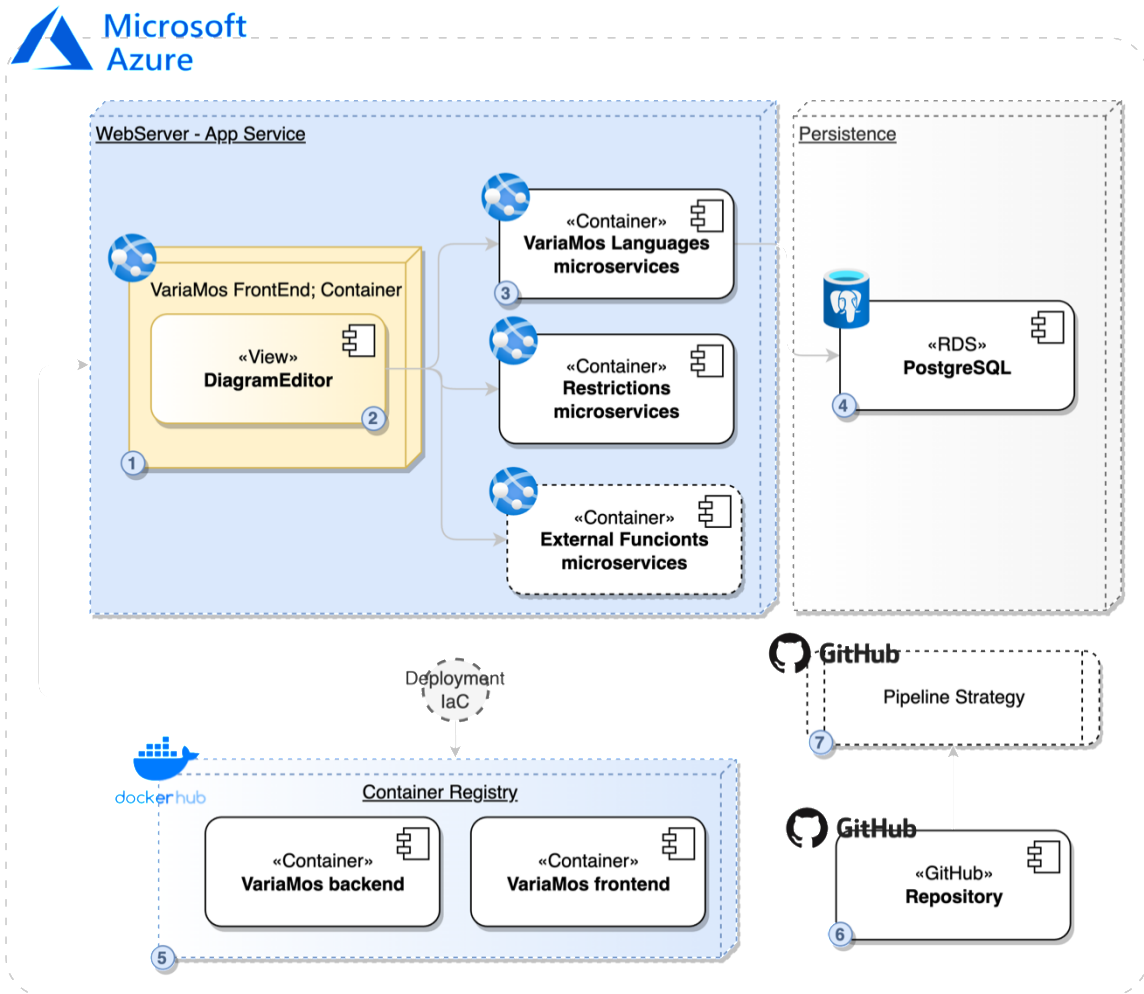 Microsoft
Azure
WebServer - App Service
Persistence
«Container»
VariaMos Languages
microservices
3
VariaMos FrontEnd; Container
«View»
DiagramEditor
2
1
«Container»
Restrictions
microservices
«RDS»
PostgreSQL
4
«Container»
External Funcionts
microservices
GitHub
Pipeline Strategy
7
Deployment
IaC
dockerhub
Container Registry
«Container»
VariaMos backend
«Container»
VariaMos frontend
5
GitHub
«GitHub»
Repository
6